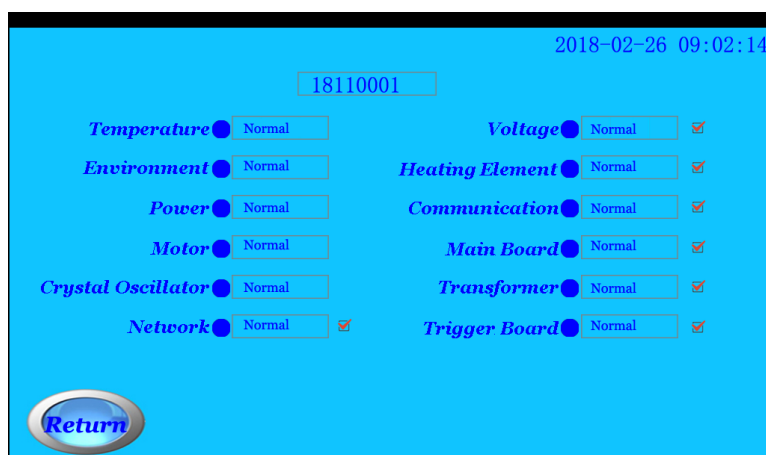 2018-02-26 09:02:14
18110001
Temperature Normal Voltage Normal
Environment Normal Heating Element Normal
Power Normal Communication Normal
Motor Normal Main Board Normal
Crystal Oscillator Normal Transformer Normal
Network Normal Trigger Board Normal
Return